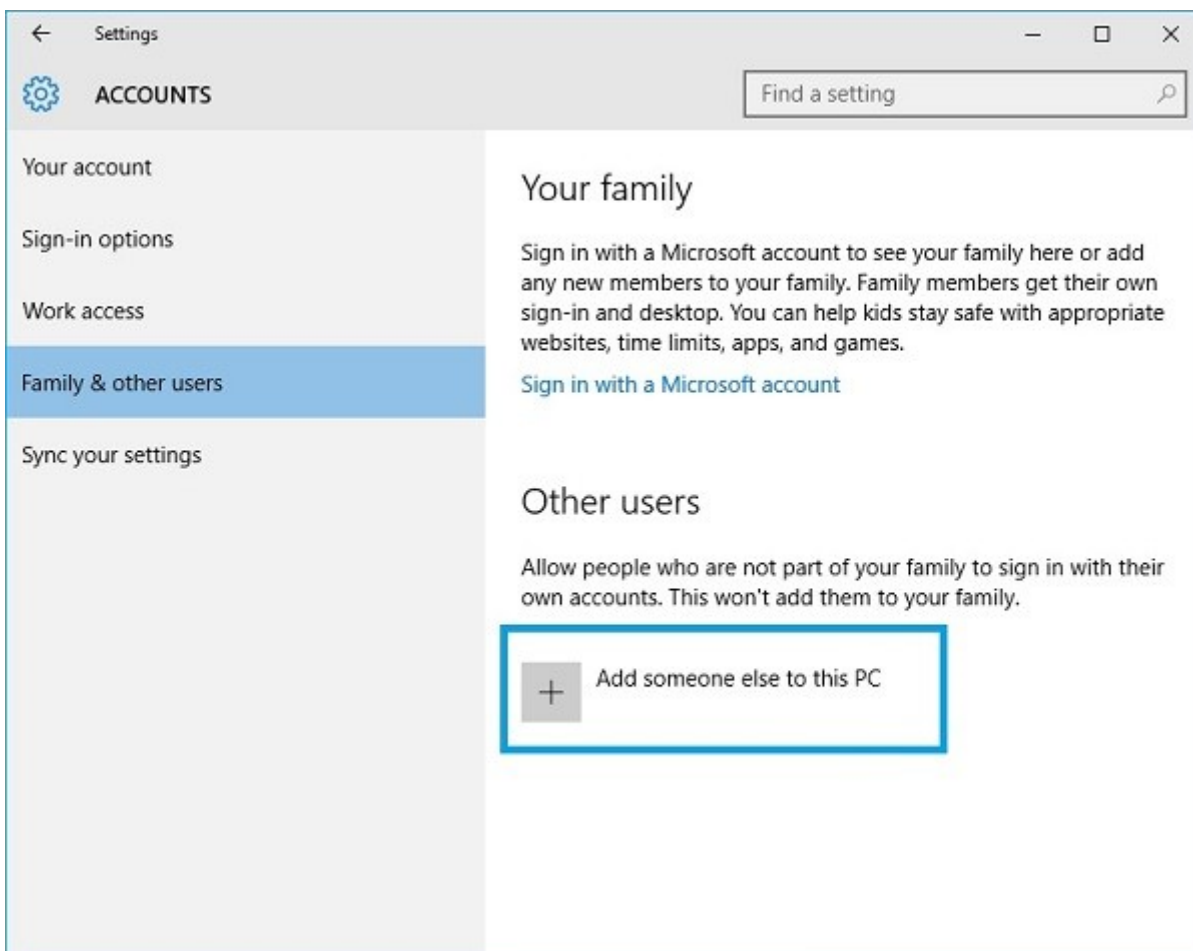 Settings
ACCOUNTS
Find a setting
Your account
Sign-in options
Work access
Family & other users
Sync your settings
Your family
Sign in with a Microsoft account to see your family here or add
any new members to your family. Family members get their own
sign-in and desktop. You can help kids stay safe with appropriate
websites, time limits, apps, and games.
Sign in with a Microsoft account
Other users
Allow people who are not part of your family to sign in with their
own accounts. This won't add them to your family.
Add someone else to this PC